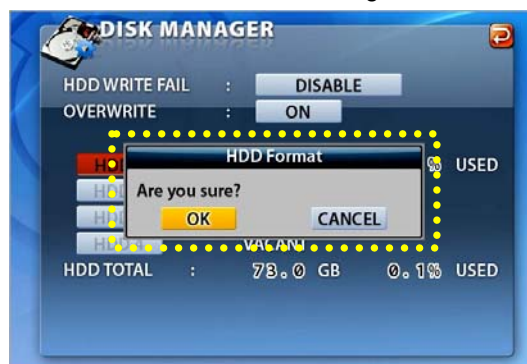 DISK MANAGER
HDD WRITE FAIL : DISABLE
OVERWRITE : ON
HDD Format
% USED
Are you sure?
OK CANCEL
VACANT
HDD TOTAL : 73.0 GB 0.1% USED